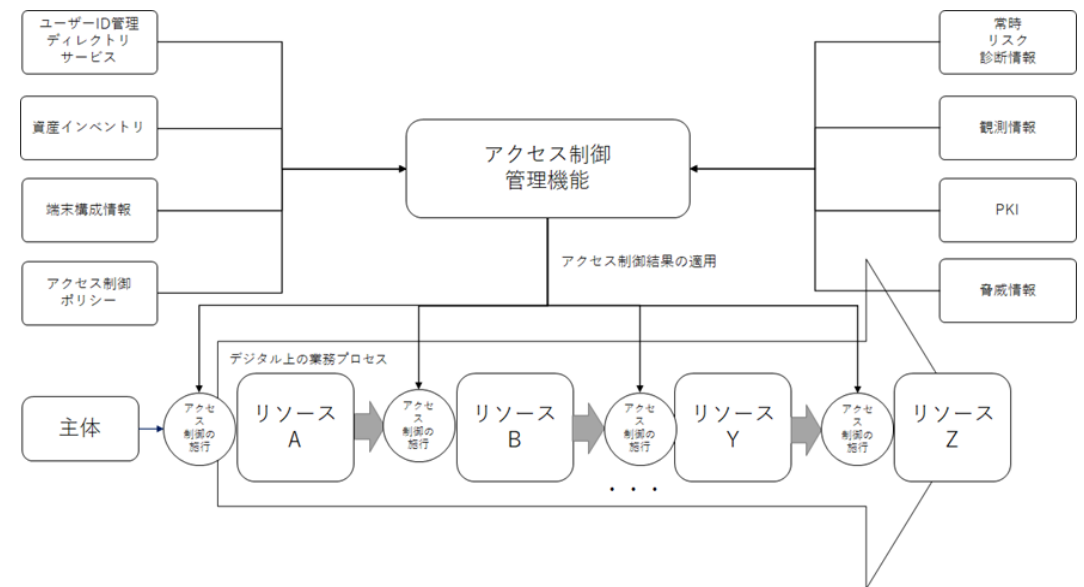 ユーザーID管理
ディレクトリ
サービス
資産インベントリ
端末構成情報
アクセス制御
ポリシー
アクセス制御
管理機能
常時
リスク
診断情報
観測情報
PKI
脅威情報
アクセス制御結果の適用
デジタル上の業務プロセス
主体
アクセ
ス
制御の
施行
リソース
A
アクセ
ス
制御の
施行
リソース
B
アクセ
ス
制御の
施行
リソース
Y
アクセ
ス
制御の
施行
リソース
Z
・・・